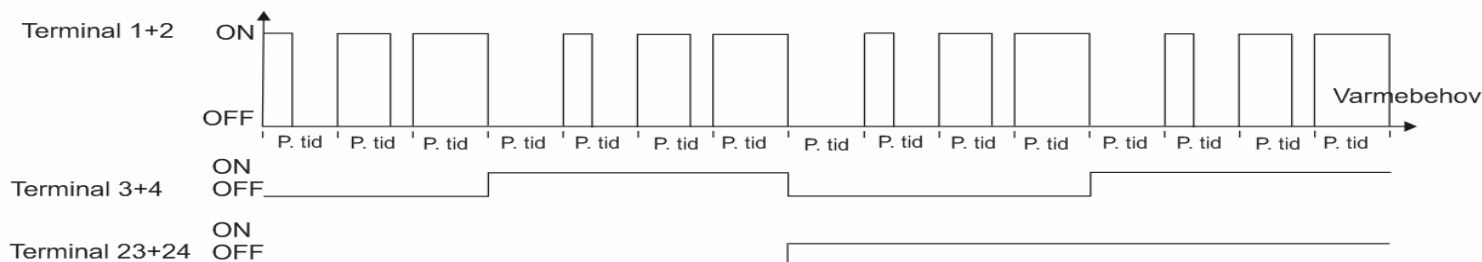 Terminal 1+2
ON
OFF
Varmebehov
P. tid P. tid P. tid P. tid P. tid P. tid P. tid P. tid P. tid P. tid P. tid P. tid P. tid P. tid P. tid
ON
Terminal 3+4 OFF
ON
Terminal 23+24 OFF